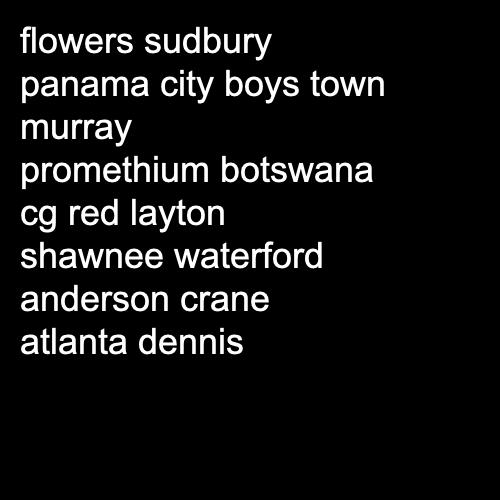 flowers sudbury
panama city boys town
murray
promethium botswana
cg red layton
shawnee waterford
anderson crane
atlanta dennis